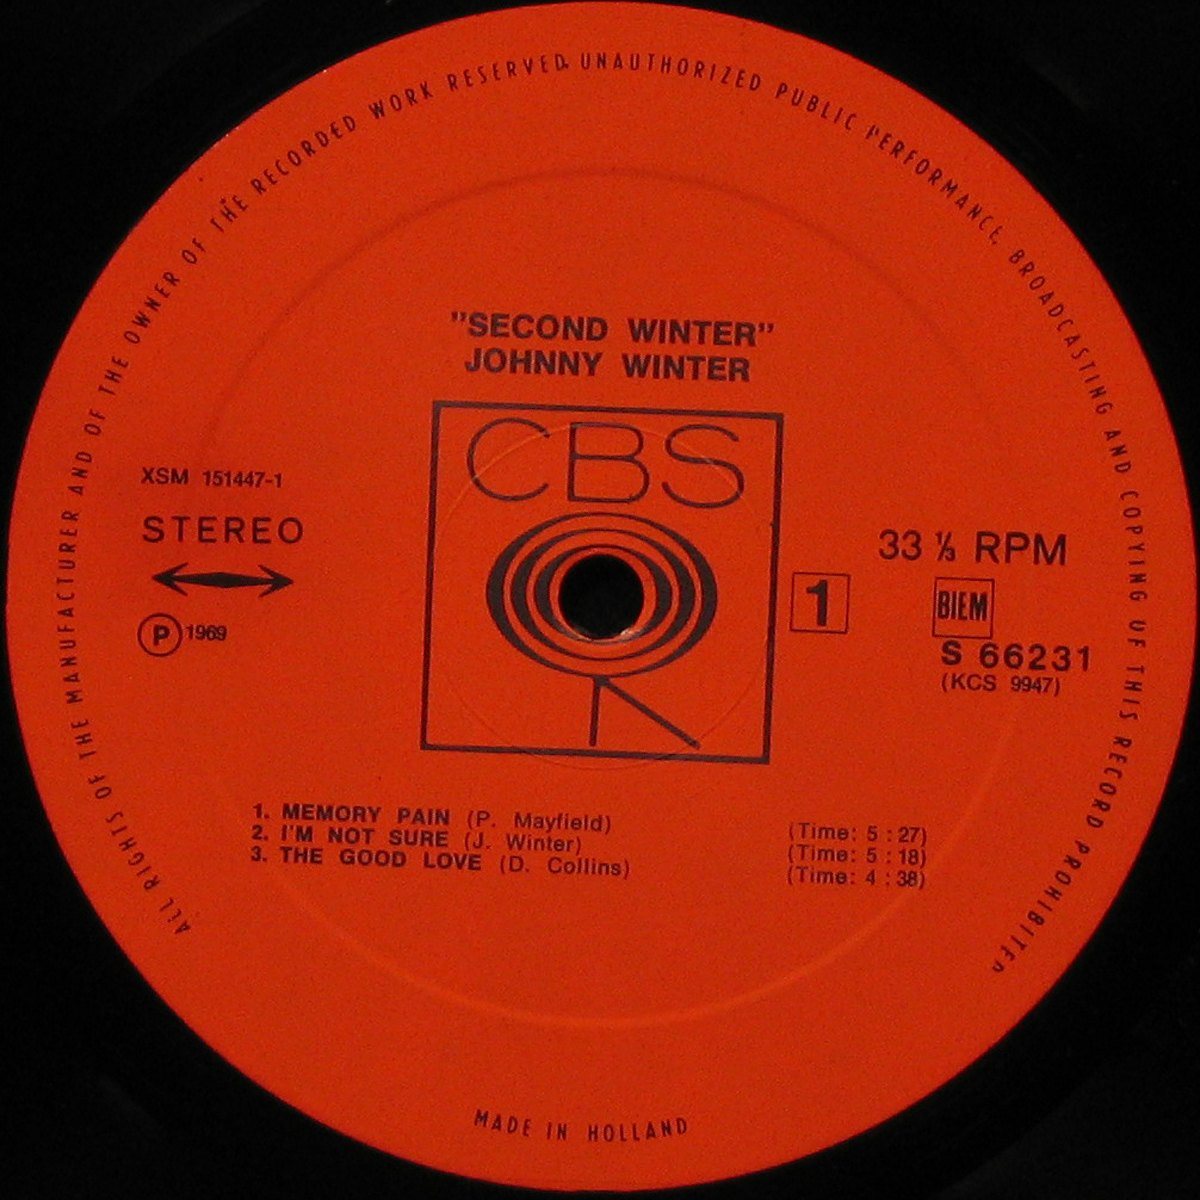 ALL RIGHTS OF THE MANUFACTURER AND OF THE OWNER OF THE RECORDED WORK RESERVED. UNAUTHORIZED PUBLIC PERFORMANCE, BROADCASTING AND COPYING OF THIS RECORD PROHIBITED
"SECOND WINTER"
JOHNNY WINTER
CBS
XSM 151447-1
STEREO
P 1969
1
33 ⅓ RPM
BIEM
S 66231
(KCS 9947)
1. MEMORY PAIN (P. Mayfield) (Time: 5 : 27)
2. I'M NOT SURE (J. Winter) (Time: 5 : 18)
3. THE GOOD LOVE (D. Collins) (Time: 4 : 38)
MADE IN HOLLAND